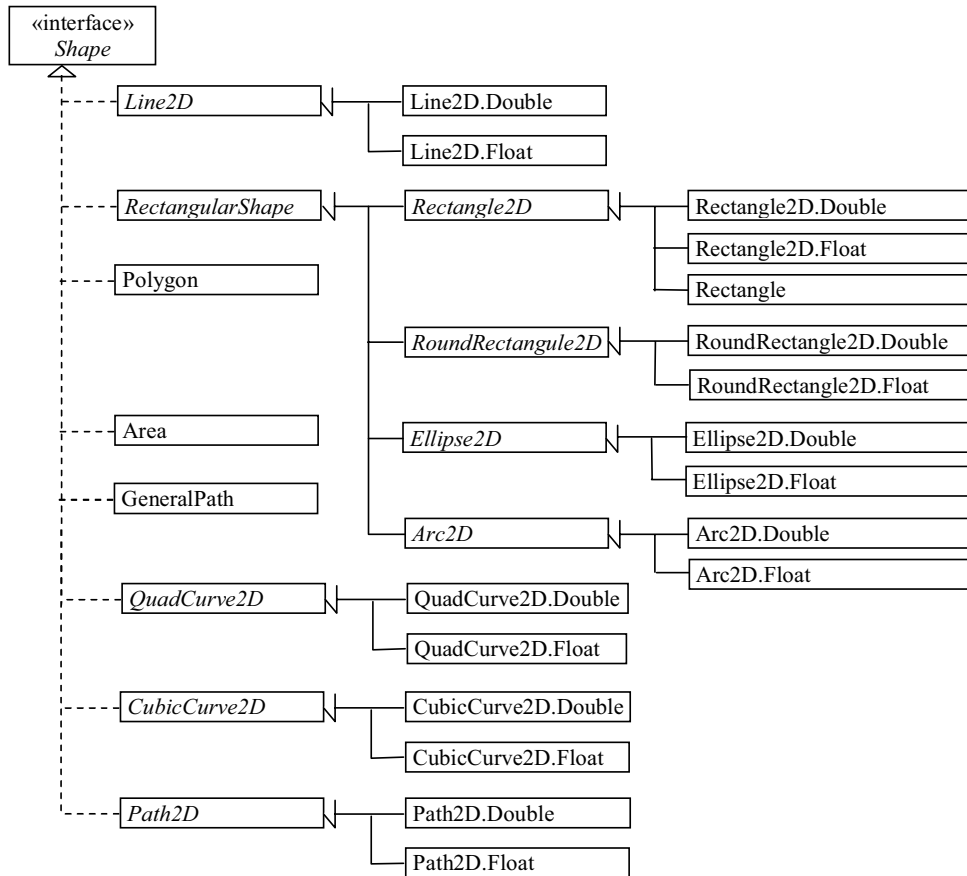 «interface»
Shape
Line2D
Line2D.Double
Line2D.Float
RectangularShape
Rectangle2D
Rectangle2D.Double
Rectangle2D.Float
Rectangle
Polygon
RoundRectangule2D
RoundRectangle2D.Double
RoundRectangle2D.Float
Area
Ellipse2D
Ellipse2D.Double
Ellipse2D.Float
GeneralPath
Arc2D
Arc2D.Double
Arc2D.Float
QuadCurve2D
QuadCurve2D.Double
QuadCurve2D.Float
CubicCurve2D
CubicCurve2D.Double
CubicCurve2D.Float
Path2D
Path2D.Double
Path2D.Float